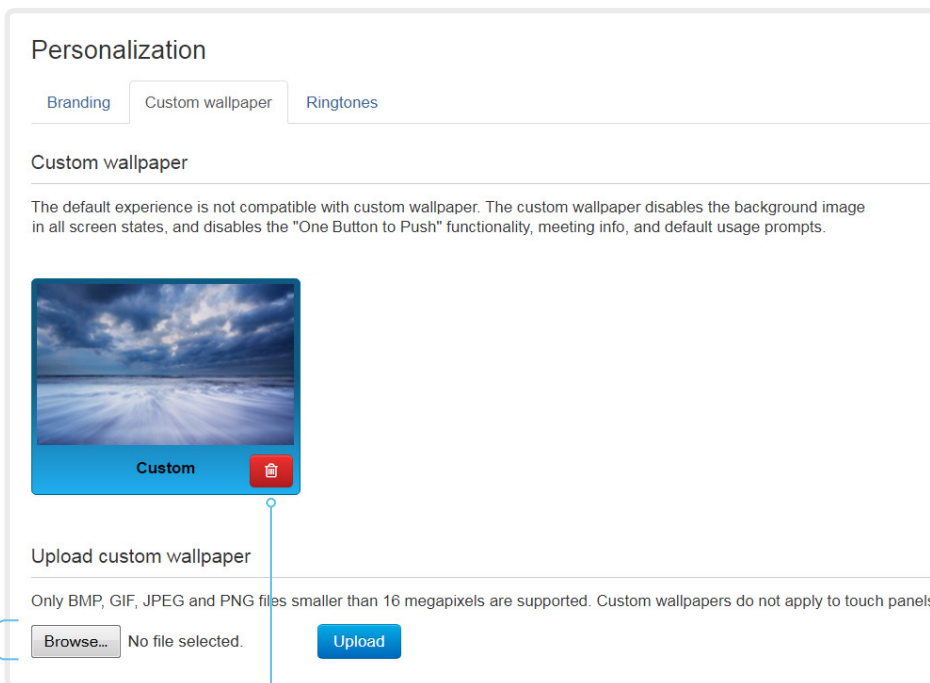 Personalization
Branding Custom wallpaper Ringtones
Custom wallpaper
The default experience is not compatible with custom wallpaper. The custom wallpaper disables the background image
in all screen states, and disables the "One Button to Push" functionality, meeting info, and default usage prompts.
Custom
Upload custom wallpaper
Only BMP, GIF, JPEG and PNG files smaller than 16 megapixels are supported. Custom wallpapers do not apply to touch panels
Browse... No file selected. Upload